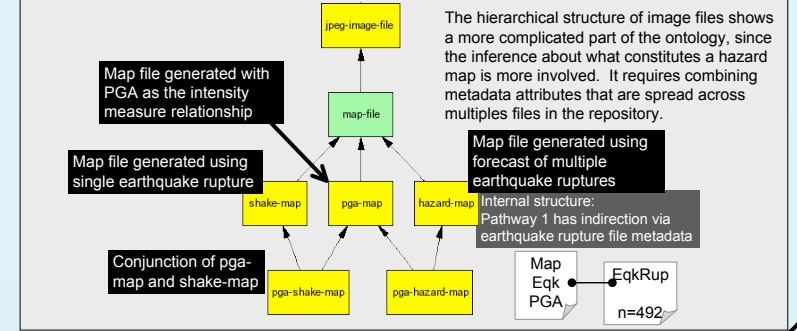 The hierarchical structure of image files shows
a more complicated part of the ontology, since
the inference about what constitutes a hazard
map is more involved. It requires combining
metadata attributes that are spread across
multiples files in the repository.
jpeg-image-file
Map file generated with
PGA as the intensity
measure relationship
map-file
Map file generated using
single earthquake rupture
Map file generated using
forecast of multiple
earthquake ruptures
Internal structure:
Pathway 1 has indirection via
earthquake rupture file metadata
shake-map
pga-map
hazard-map
Conjunction of pga-
map and shake-map
pga-shake-map
pga-hazard-map
Map
Eqk
PGA
EqkRup
n=492